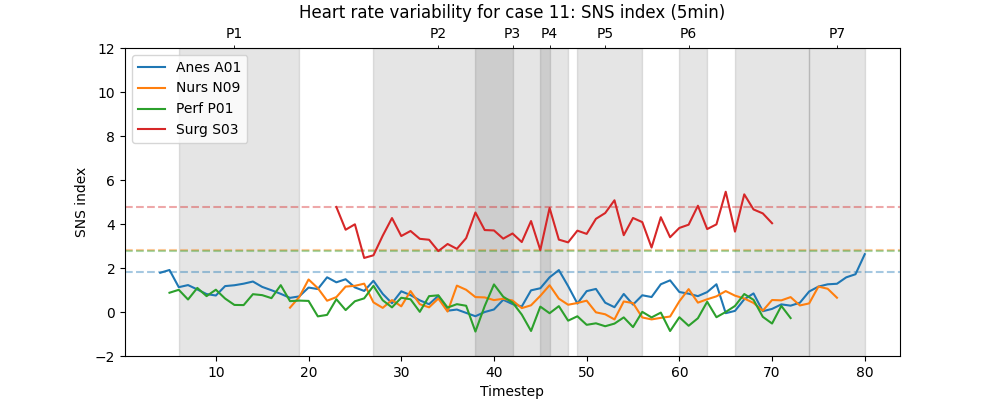 Heart rate variability for case 11: SNS index (5min)
P1 P2 P3 P4 P5 P6 P7
12
10
8
6
4
2
0
−2
SNS index
Anes A01
Nurs N09
Perf P01
Surg S03
10 20 30 40 50 60 70 80
Timestep